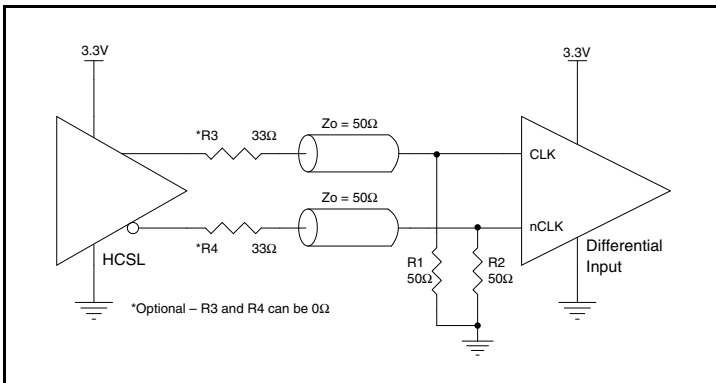 3.3V
3.3V
*R3 33Ω
Zo = 50Ω
CLK
Zo = 50Ω
nCLK
*R4 33Ω
HCSL
Differential
Input
R1
50Ω
R2
50Ω
*Optional – R3 and R4 can be 0Ω